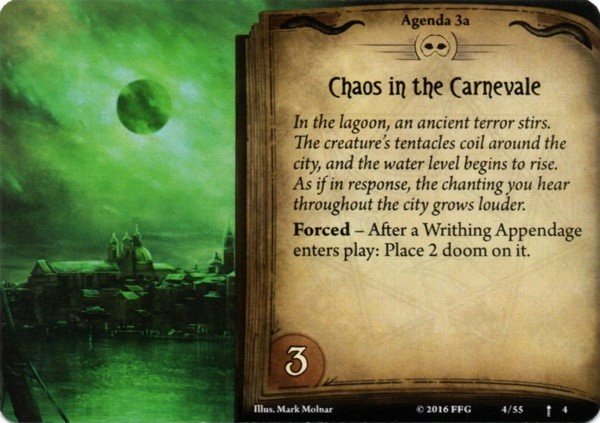 Agenda 3a
Chaos in the Carnevale
In the lagoon, an ancient terror stirs.
The creature's tentacles coil around the
city, and the water level begins to rise.
As if in response, the chanting you hear
throughout the city grows louder.
Forced – After a Writhing Appendage
enters play: Place 2 doom on it.
3
Illus. Mark Molnar
© 2016 FFG
4/55
4